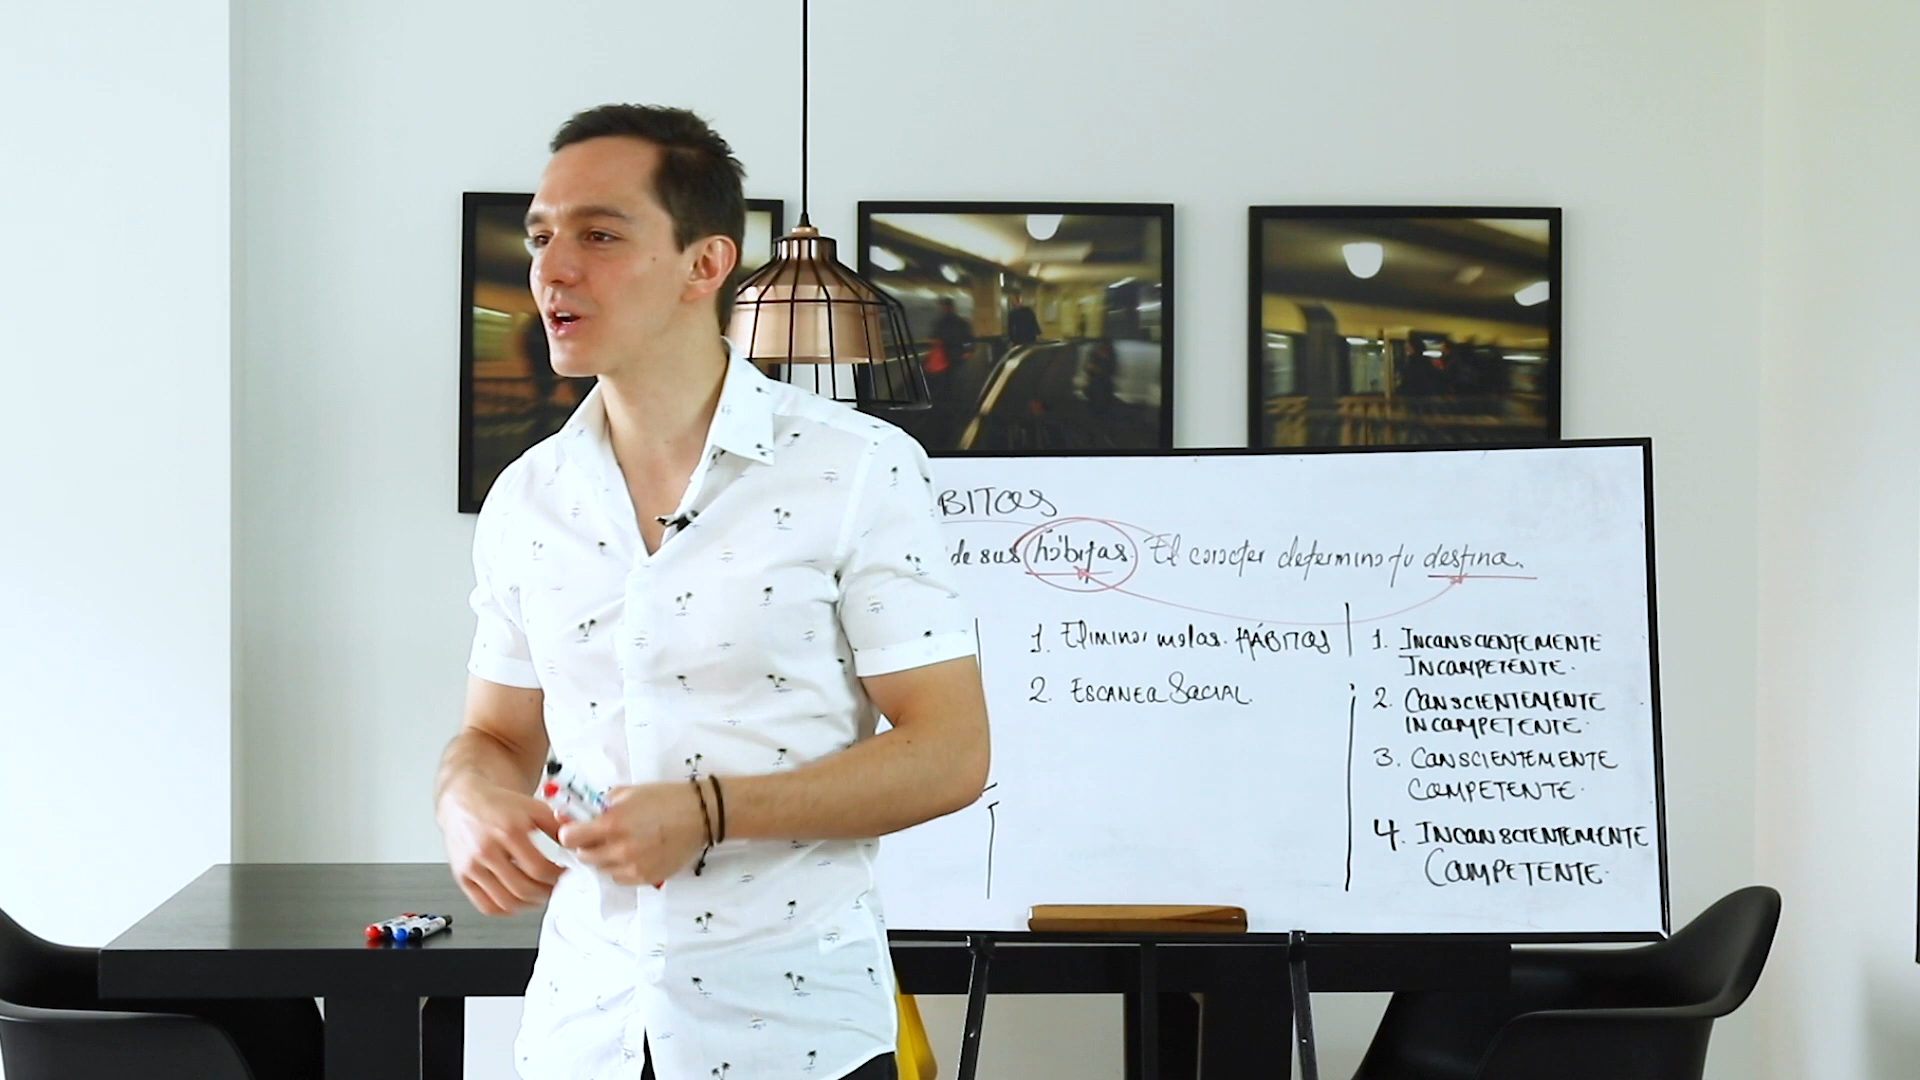 BITOS
de sus hábitos. El carácter determina tu destino.
1. Eliminar malos HÁBITOS
2. ESCANEO SOCIAL.
1. INCONSCIENTEMENTE
INCOMPETENTE.
2. CONSCIENTEMENTE
INCOMPETENTE.
3. CONSCIENTEMENTE
COMPETENTE.
4. INCONSCIENTEMENTE
COMPETENTE.